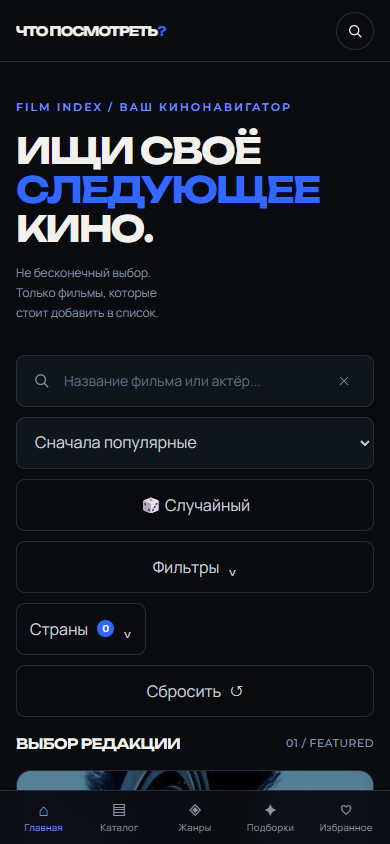 ЧТО ПОСМОТРЕТЬ?
FILM INDEX / ВАШ КИНОНАВИГАТОР
ИЩИ СВОЁ
СЛЕДУЮЩЕЕ
КИНО.
Не бесконечный выбор.
Только фильмы, которые
стоит добавить в список.
Название фильма или актёр...
Сначала популярные
Случайный
Фильтры
Страны 0
Сбросить
ВЫБОР РЕДАКЦИИ 01 / FEATURED
Главная Каталог Жанры Подборки Избранное